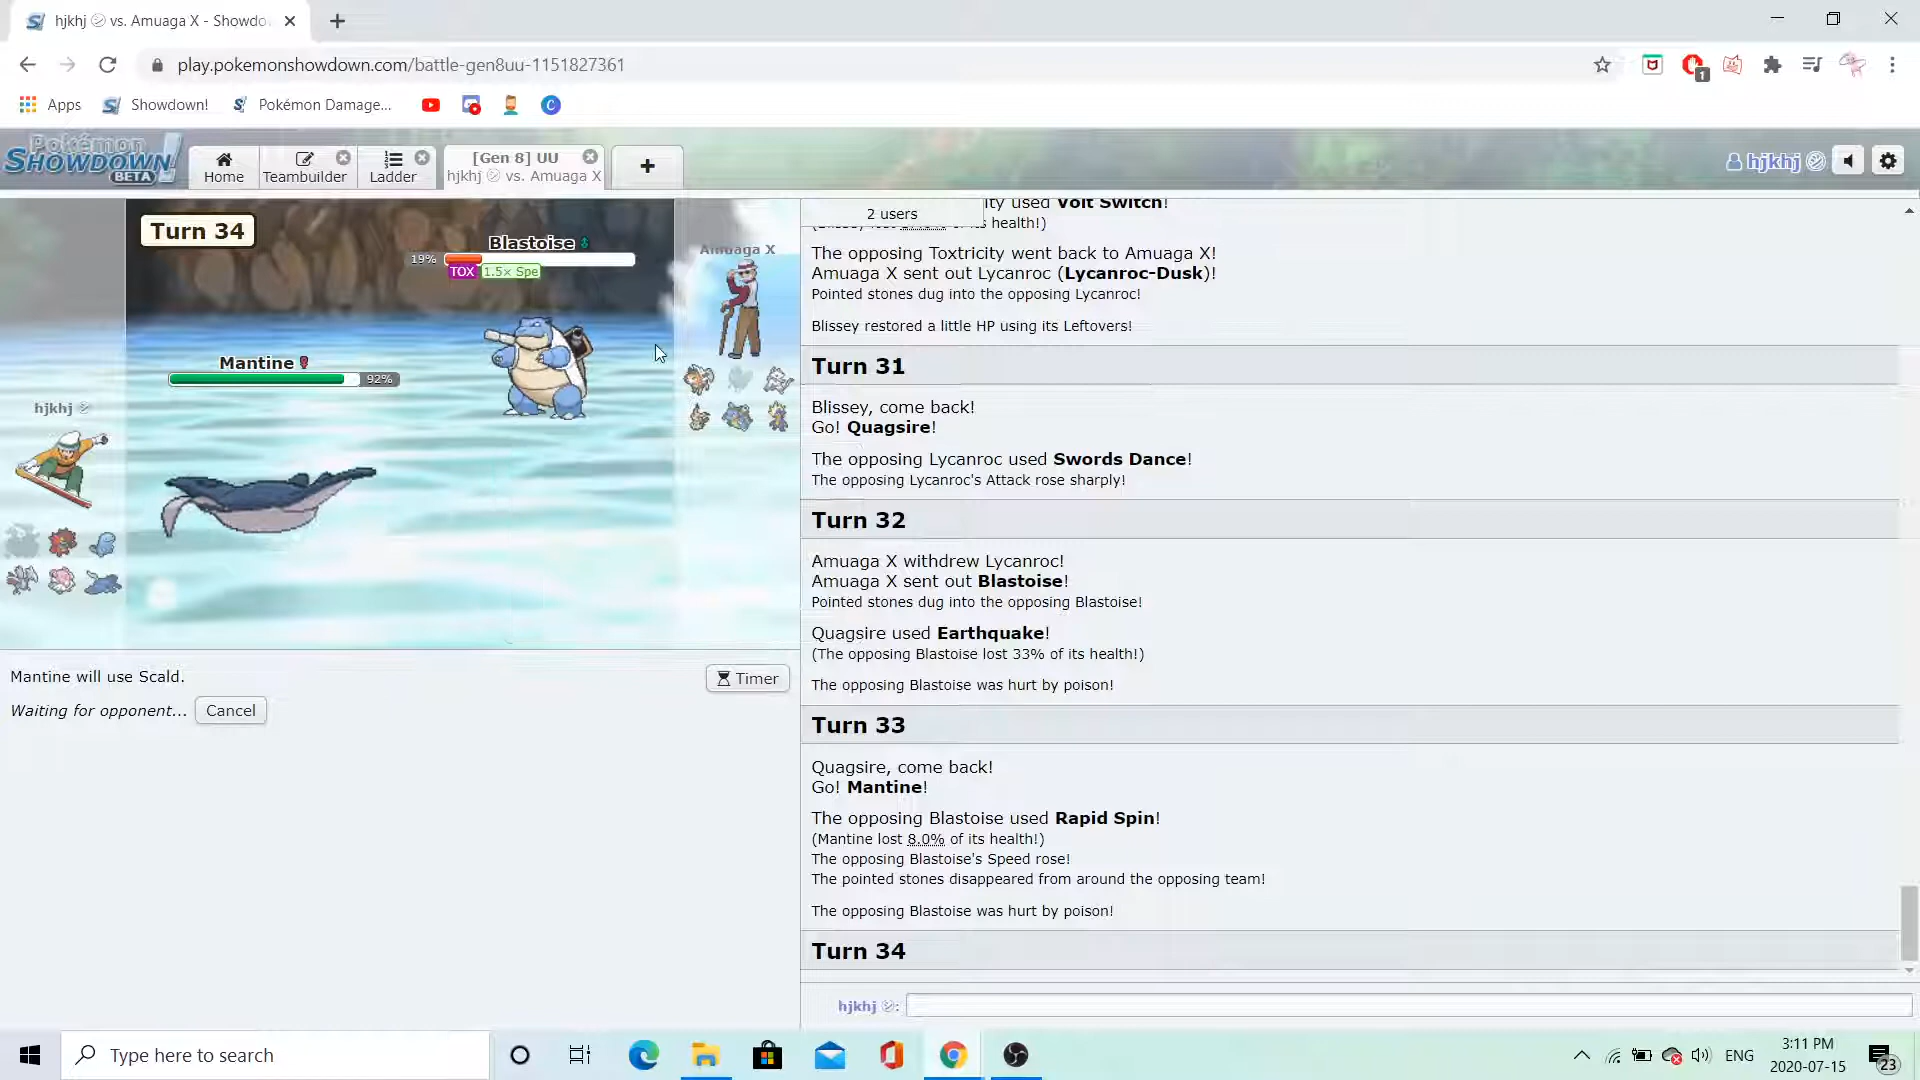 hjkhj vs. Amuaga X - Showdo
play.pokemonshowdown.com/battle-gen8uu-1151827361
1
Apps
Showdown!
Pokémon Damage...
Pokémon
SHOWDOWN!
BETA
Home
Teambuilder
Ladder
[Gen 8] UU
hjkhj vs. Amuaga X
hjkhj
Turn 34
Blastoise
19%
TOX 1.5× Spe
Amuaga X
Mantine
92%
hjkhj
Mantine will use Scald.
Timer
Waiting for opponent...
Cancel
2 users
ity used Volt Switch!
s health!)
The opposing Toxtricity went back to Amuaga X!
Amuaga X sent out Lycanroc (Lycanroc-Dusk)!
Pointed stones dug into the opposing Lycanroc!
Blissey restored a little HP using its Leftovers!
Turn 31
Blissey, come back!
Go! Quagsire!
The opposing Lycanroc used Swords Dance!
The opposing Lycanroc's Attack rose sharply!
Turn 32
Amuaga X withdrew Lycanroc!
Amuaga X sent out Blastoise!
Pointed stones dug into the opposing Blastoise!
Quagsire used Earthquake!
(The opposing Blastoise lost 33% of its health!)
The opposing Blastoise was hurt by poison!
Turn 33
Quagsire, come back!
Go! Mantine!
The opposing Blastoise used Rapid Spin!
(Mantine lost 8.0% of its health!)
The opposing Blastoise's Speed rose!
The pointed stones disappeared from around the opposing team!
The opposing Blastoise was hurt by poison!
Turn 34
hjkhj :
Type here to search
ENG
3:11 PM
2020-07-15
23